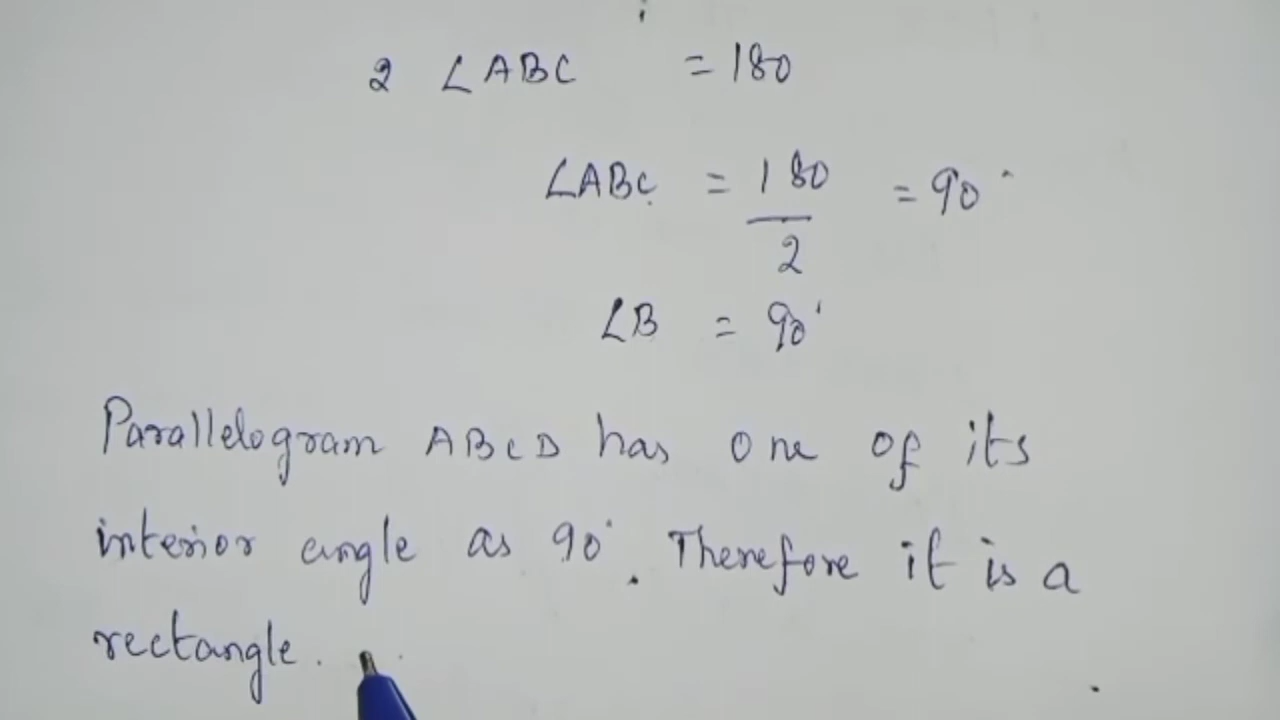 2 ∠ABC = 180
∠ABC = 180/2 = 90°
∠B = 90°
Parallelogram ABCD has one of its
interior angle as 90°. Therefore it is a
rectangle.